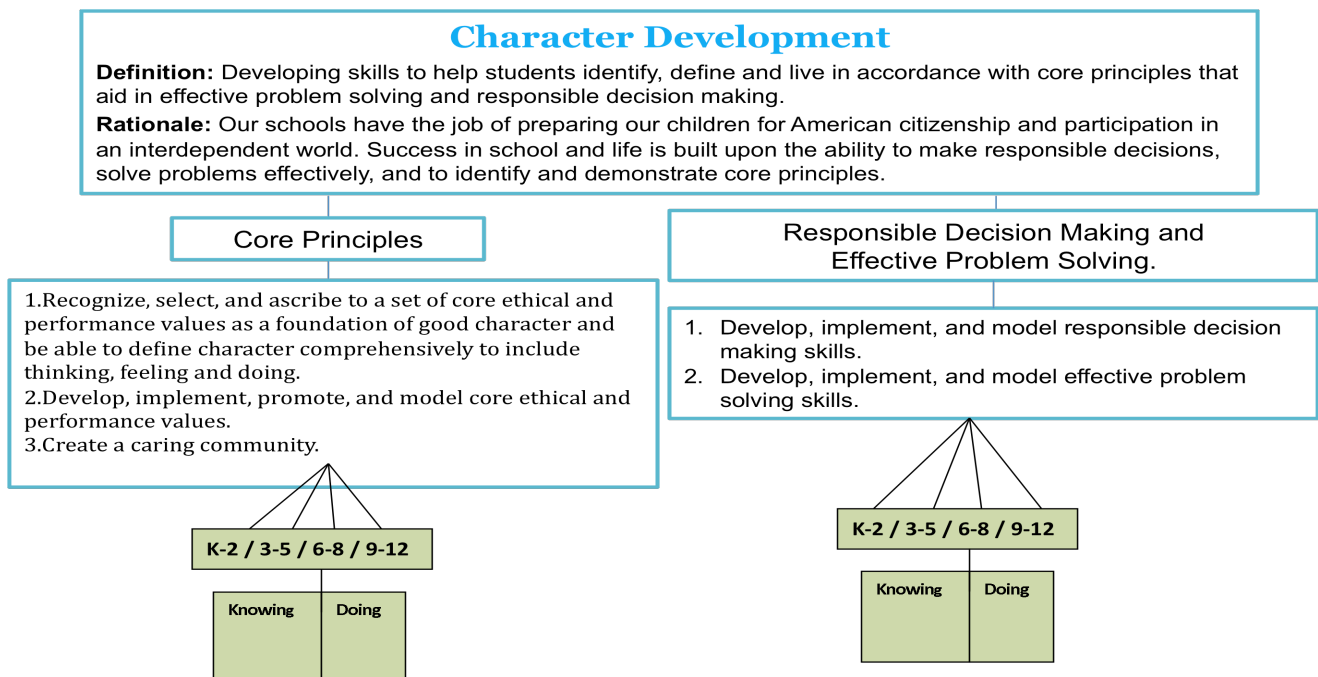 Character Development
Definition: Developing skills to help students identify, define and live in accordance with core principles that
aid in effective problem solving and responsible decision making.
Rationale: Our schools have the job of preparing our children for American citizenship and participation in
an interdependent world. Success in school and life is built upon the ability to make responsible decisions,
solve problems effectively, and to identify and demonstrate core principles.
Core Principles
1.Recognize, select, and ascribe to a set of core ethical and
performance values as a foundation of good character and
be able to define character comprehensively to include
thinking, feeling and doing.
2.Develop, implement, promote, and model core ethical and
performance values.
3.Create a caring community.
K-2 / 3-5 / 6-8 / 9-12
Knowing Doing
Responsible Decision Making and
Effective Problem Solving.
1. Develop, implement, and model responsible decision
making skills.
2. Develop, implement, and model effective problem
solving skills.
K-2 / 3-5 / 6-8 / 9-12
Knowing Doing